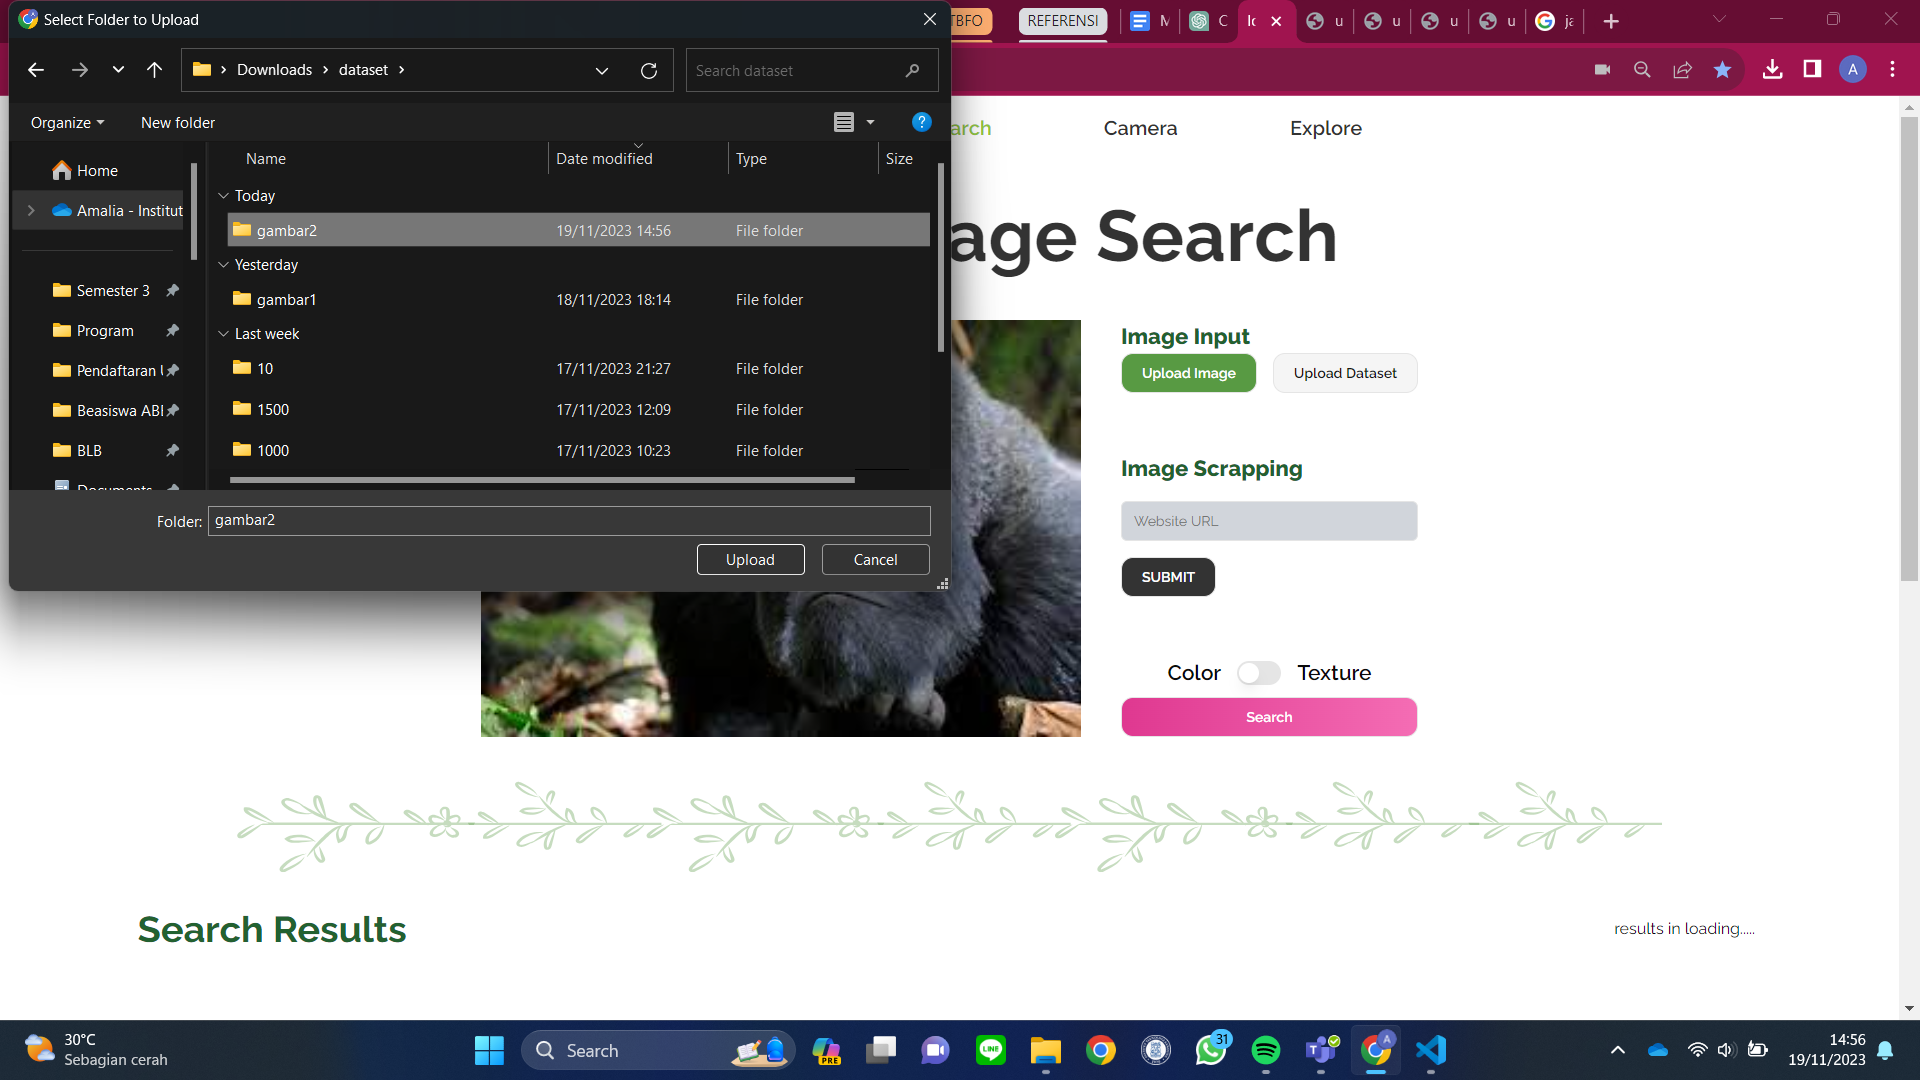 Select Folder to Upload
Downloads > dataset >
Search dataset
Organize
New folder
Name
Date modified
Type
Size
Home
Amalia - Institut
Semester 3
Program
Pendaftaran
Beasiswa ABI
BLB
Documents
Today
gambar2 19/11/2023 14:56 File folder
Yesterday
gambar1 18/11/2023 18:14 File folder
Last week
10 17/11/2023 21:27 File folder
1500 17/11/2023 12:09 File folder
1000 17/11/2023 10:23 File folder
Folder: gambar2
Upload
Cancel
TBFO
REFERENSI
A
arch
Camera
Explore
age Search
Image Input
Upload Image
Upload Dataset
Image Scrapping
Website URL
SUBMIT
Color
Texture
Search
Search Results
results in loading.....
30°C
Sebagian cerah
Search
PRE
LINE
31
A
14:56
19/11/2023